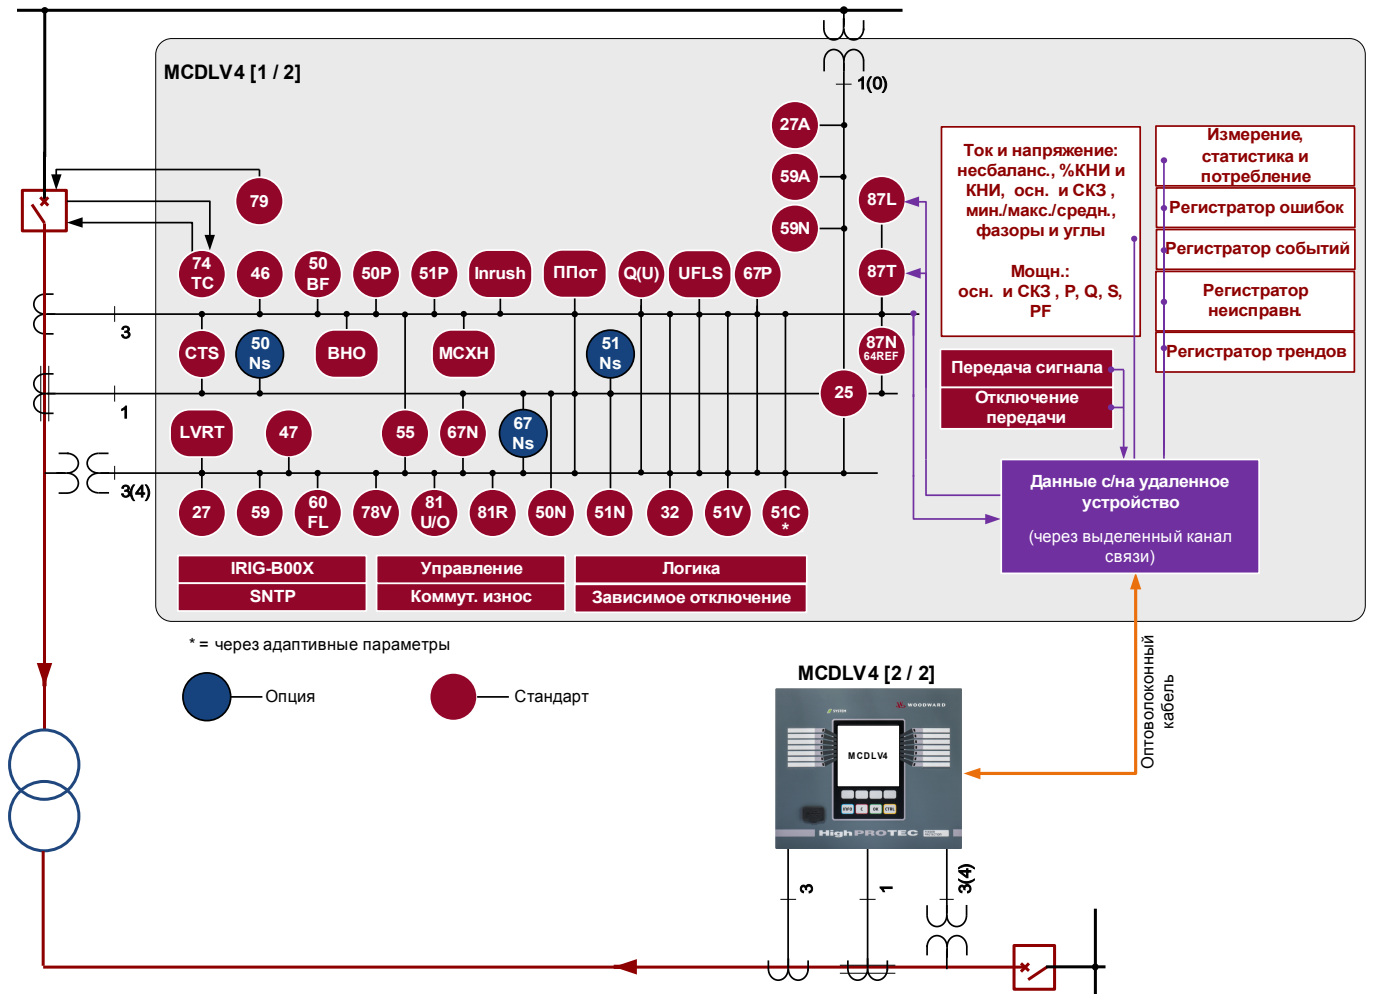 MCDLV4 [1 / 2]
1(0)
27A
59A
59N
87L
87T
87N
64REF
25
79
74
TC
46
50
BF
50P
51P
Inrush
ППот
Q(U)
UFLS
67P
3
CTS
50
Ns
ВНО
МСХН
51
Ns
1
LVRT
47
55
67N
67
Ns
3(4)
27
59
60
FL
78V
81
U/O
81R
50N
51N
32
51V
51C
*
Ток и напряжение:
несбаланс., %КНИ и
КНИ, осн. и СКЗ ,
мин./макс./средн.,
фазоры и углы
Мощн.:
осн. и СКЗ , P, Q, S,
PF
Измерение,
статистика и
потребление
Регистратор ошибок
Регистратор событий
Регистратор
неисправн.
Регистратор трендов
Передача сигнала
Отключение
передачи
Данные с/на удаленное
устройство
(через выделенный канал
связи)
IRIG-B00X
SNTP
Управление
Коммут. износ
Логика
Зависимое отключение
* = через адаптивные параметры
Опция
Стандарт
Оптоволоконный
кабель
MCDLV4 [2 / 2]
SYSTEM
WOODWARD
MCDLV4
INFO
C
OK
CTRL
HighPROTEC
3
1
3(4)